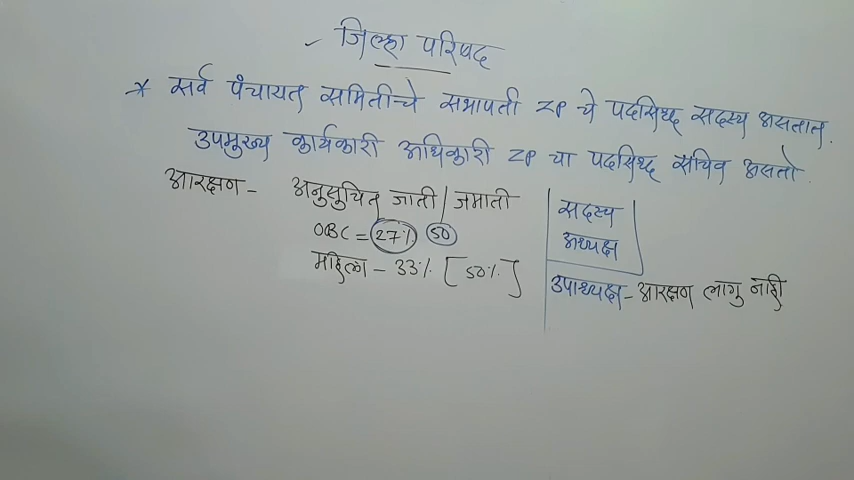 जिल्हा परिषद
* सर्व पंचायत समितीचे सभापती ZP चे पदसिध्द सदस्य असतात.
उपमुख्य कार्यकारी अधिकारी ZP चा पदसिध्द सचिव असतो.
आरक्षण - अनुसुचित जाती / जमाती
OBC = 27% 50
महिला - 33% [50%]
सदस्य
अध्यक्ष
उपाध्यक्ष - आरक्षण लागु नाही